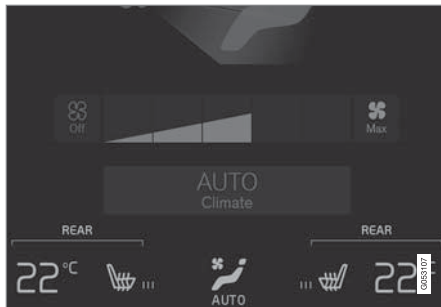 Off
Max
AUTO
Climate
REAR
REAR
22°C
AUTO
22°C
G053107